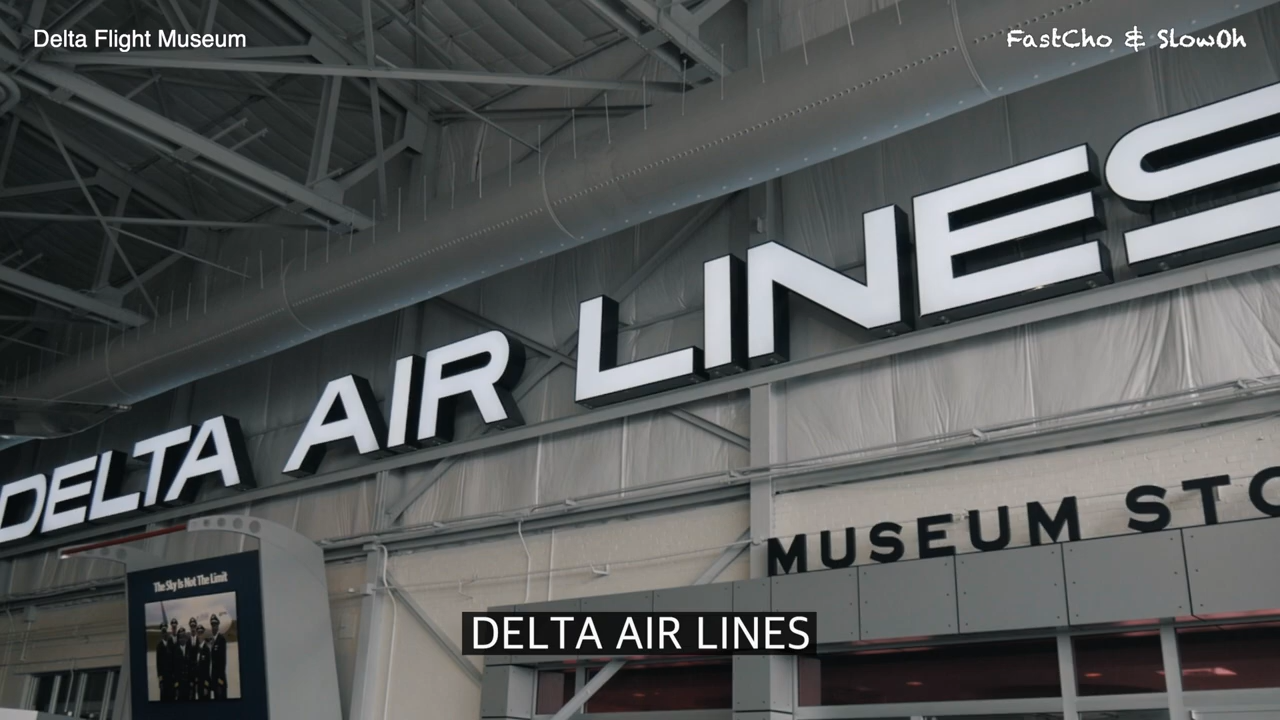 Delta Flight Museum
FastCho & SlowOh
DELTA AIR LINES
MUSEUM STO
The Sky Is Not The Limit
DELTA AIR LINES